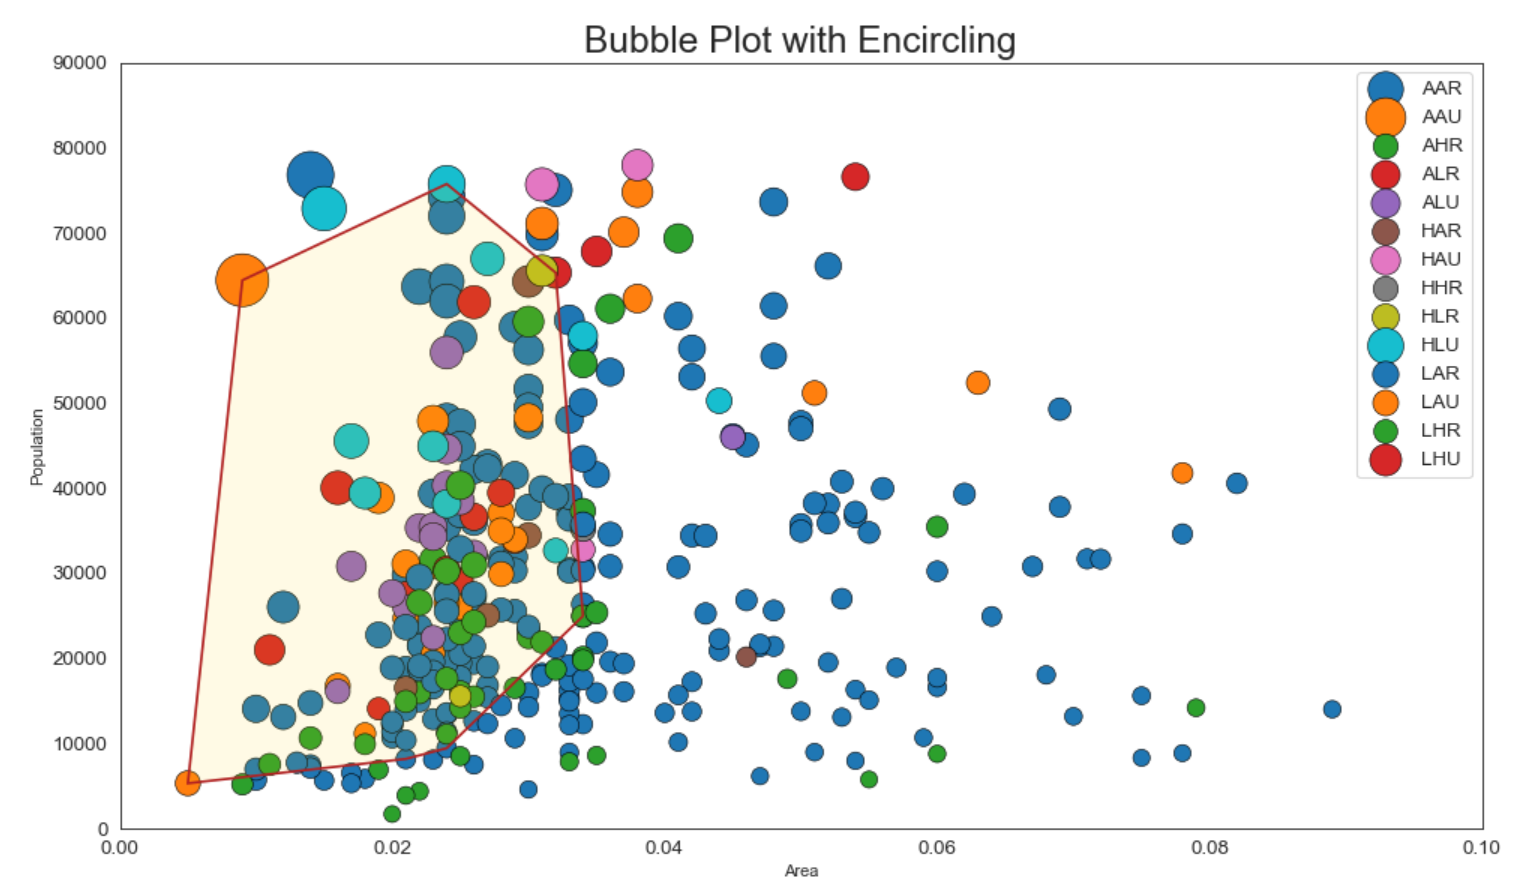 Bubble Plot with Encircling
90000
80000
70000
60000
50000
40000
30000
20000
10000
0
Population
0.00
0.02
0.04
0.06
0.08
0.10
Area
AAR
AAU
AHR
ALR
ALU
HAR
HAU
HHR
HLR
HLU
LAR
LAU
LHR
LHU